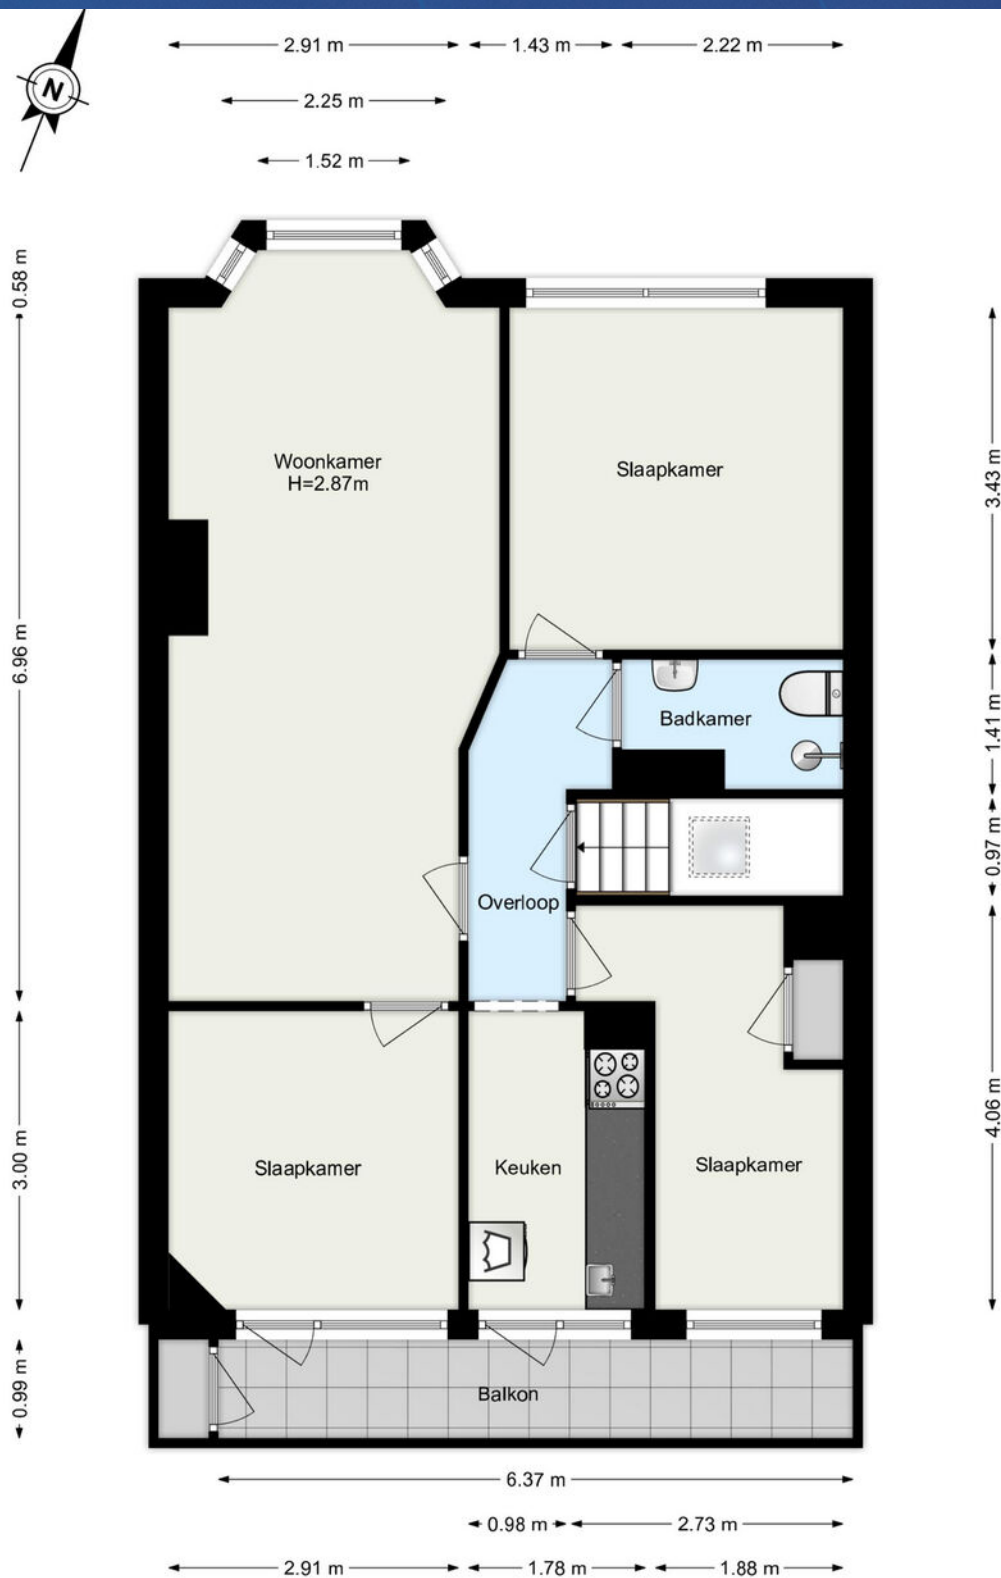 2.91 m
1.43 m
2.22 m
N
2.25 m
1.52 m
0.58 m
Woonkamer
H=2.87m
Slaapkamer
3.43 m
6.96 m
Badkamer
1.41 m
0.97 m
Overloop
3.00 m
Slaapkamer
Keuken
Slaapkamer
4.06 m
0.99 m
Balkon
6.37 m
0.98 m
2.73 m
2.91 m
1.78 m
1.88 m